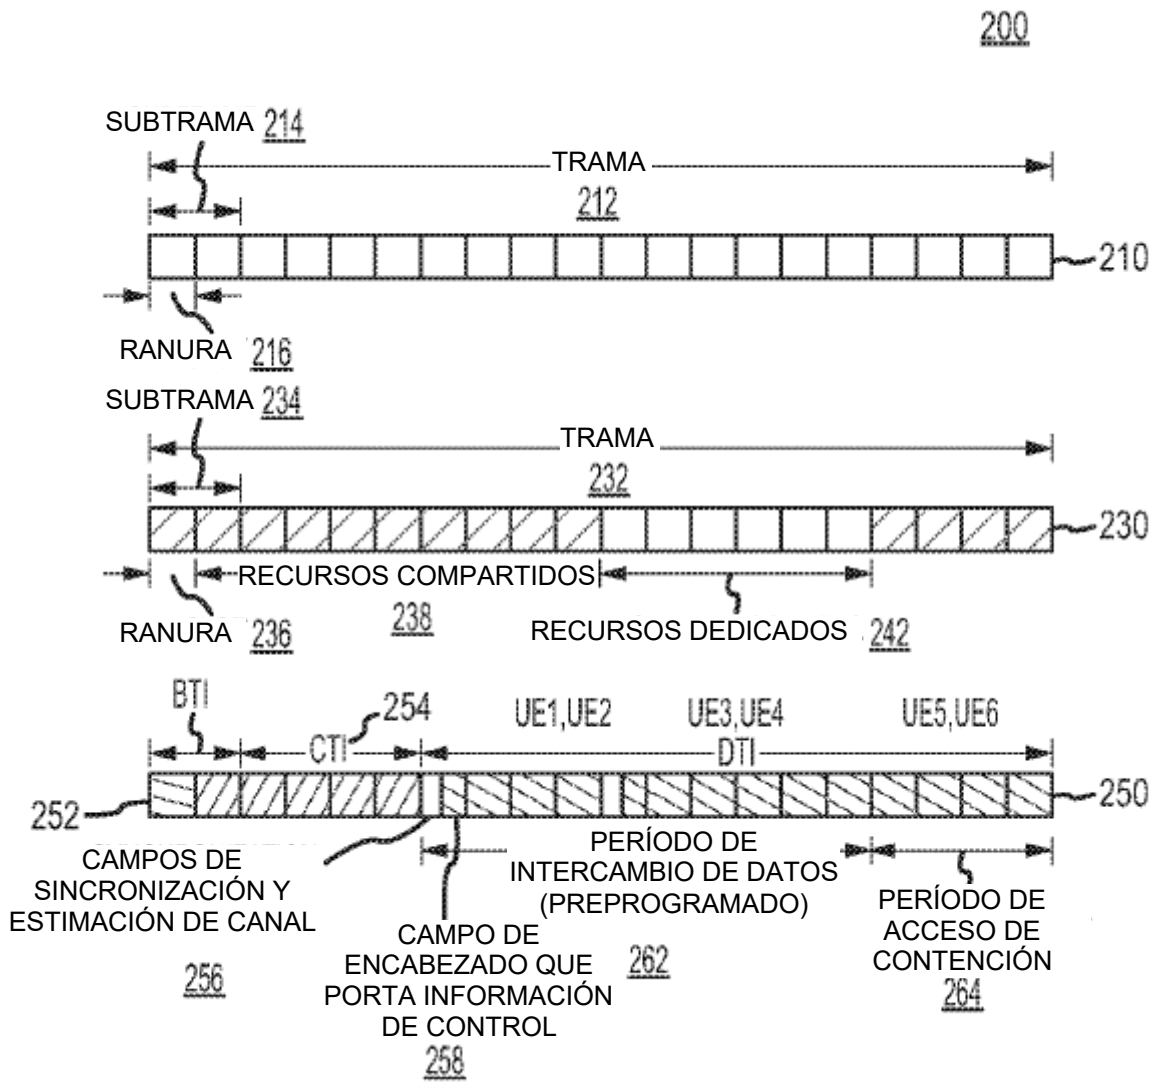 200
SUBTRAMA 214
TRAMA
212
210
RANURA 216
SUBTRAMA 234
TRAMA
232
230
RECURSOS COMPARTIDOS
238
RANURA 236
RECURSOS DEDICADOS 242
BTI
254
CTI
UE1,UE2
UE3,UE4
UE5,UE6
DTI
252
250
CAMPOS DE
SINCRONIZACIÓN Y
ESTIMACIÓN DE CANAL
256
CAMPO DE
ENCABEZADO QUE
PORTA INFORMACIÓN
DE CONTROL
258
PERÍODO DE
INTERCAMBIO DE DATOS
(PREPROGRAMADO)
262
PERÍODO DE
ACCESO DE
CONTENCIÓN
264